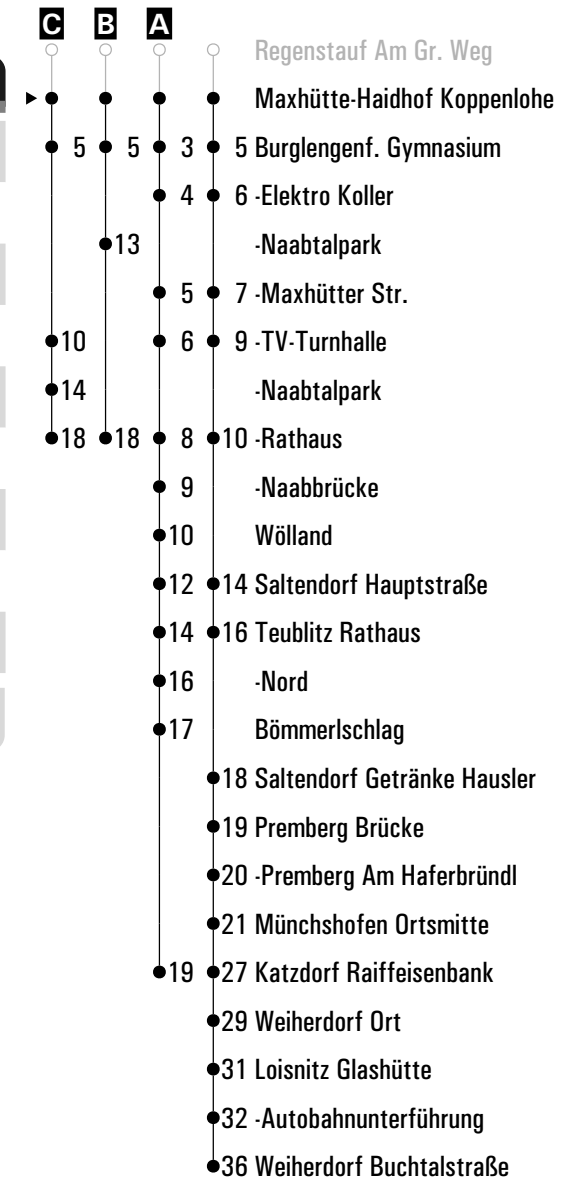 C B A
Regenstauf Am Gr. Weg
Maxhütte-Haidhof Koppenlohe
5 5 3 5 Burglengenf. Gymnasium
4 6 -Elektro Koller
13 -Naabtalpark
5 7 -Maxhütter Str.
10 6 9 -TV-Turnhalle
14 -Naabtalpark
18 18 8 10 -Rathaus
9 -Naabbrücke
10 Wölland
12 14 Saltendorf Hauptstraße
14 16 Teublitz Rathaus
16 -Nord
17 Bömmerlschlag
18 Saltendorf Getränke Hausler
19 Premberg Brücke
20 -Premberg Am Haferbründl
21 Münchshofen Ortsmitte
19 27 Katzdorf Raiffeisenbank
29 Weiherdorf Ort
31 Loisnitz Glashütte
32 -Autobahnunterführung
36 Weiherdorf Buchtalstraße